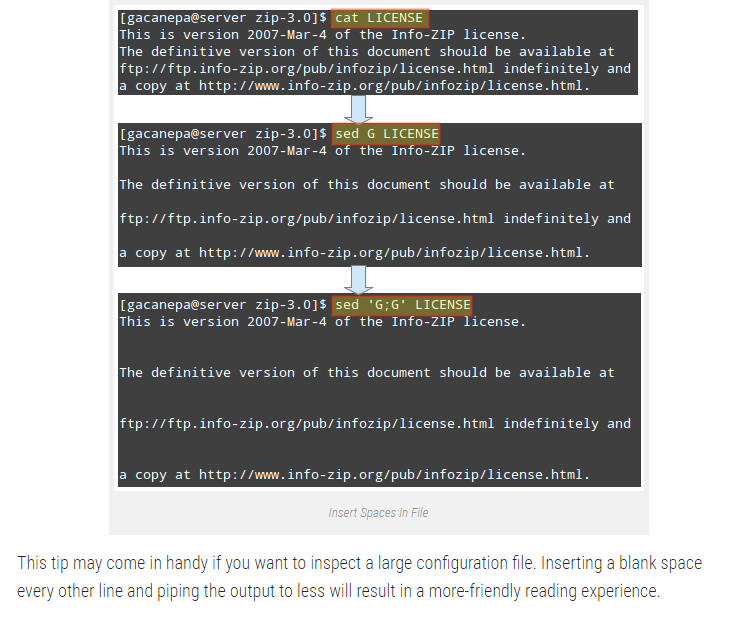 [gacanepa@server zip-3.0]$ cat LICENSE
This is version 2007-Mar-4 of the Info-ZIP license.
The definitive version of this document should be available at
ftp://ftp.info-zip.org/pub/infozip/license.html indefinitely and
a copy at http://www.info-zip.org/pub/infozip/license.html.
[gacanepa@server zip-3.0]$ sed G LICENSE
This is version 2007-Mar-4 of the Info-ZIP license.
The definitive version of this document should be available at
ftp://ftp.info-zip.org/pub/infozip/license.html indefinitely and
a copy at http://www.info-zip.org/pub/infozip/license.html.
[gacanepa@server zip-3.0]$ sed 'G;G' LICENSE
This is version 2007-Mar-4 of the Info-ZIP license.
The definitive version of this document should be available at
ftp://ftp.info-zip.org/pub/infozip/license.html indefinitely and
a copy at http://www.info-zip.org/pub/infozip/license.html.
Insert Spaces in File
This tip may come in handy if you want to inspect a large configuration file. Inserting a blank space
every other line and piping the output to less will result in a more-friendly reading experience.